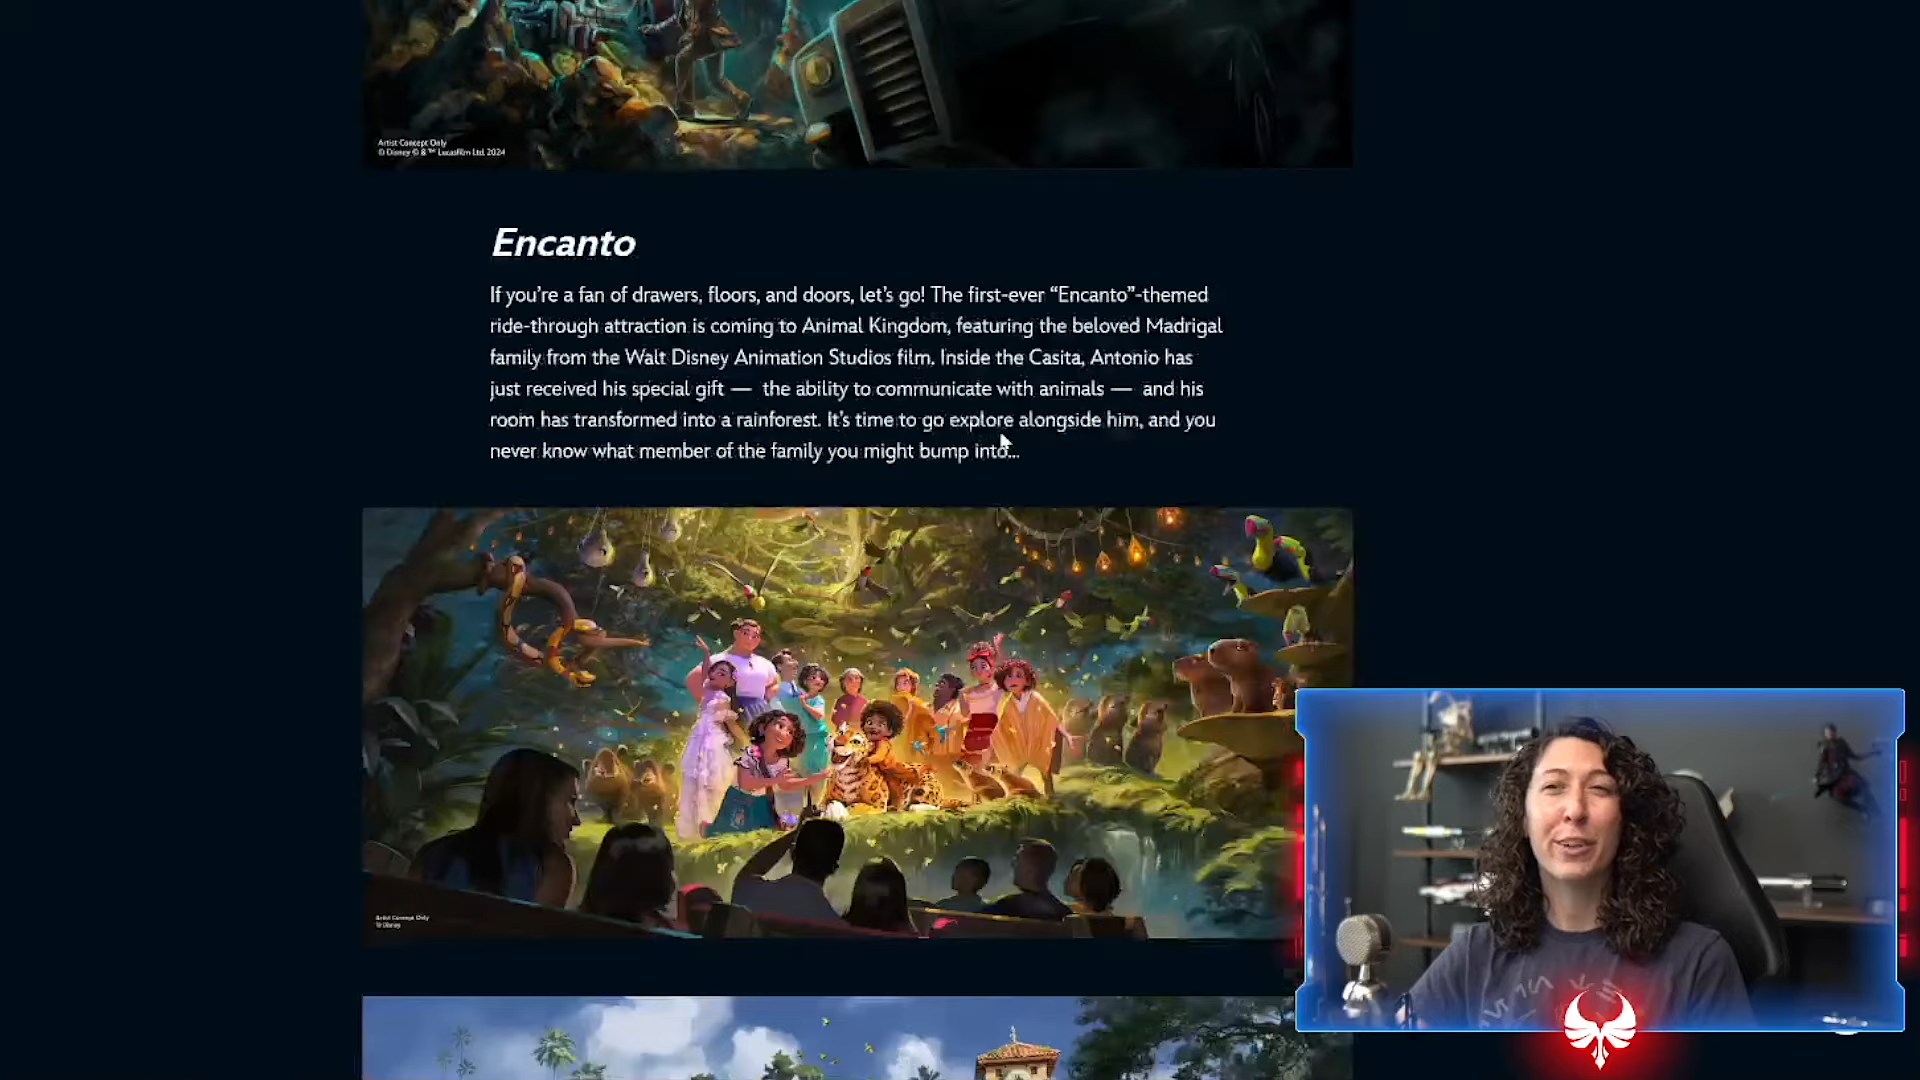 Artist Concept Only
© Disney © & ™ Lucasfilm Ltd. 2024
Encanto
If you’re a fan of drawers, floors, and doors, let’s go! The first-ever “Encanto”-themed
ride-through attraction is coming to Animal Kingdom, featuring the beloved Madrigal
family from the Walt Disney Animation Studios film. Inside the Casita, Antonio has
just received his special gift — the ability to communicate with animals — and his
room has transformed into a rainforest. It’s time to go explore alongside him, and you
never know what member of the family you might bump into...
Artist Concept Only
© Disney